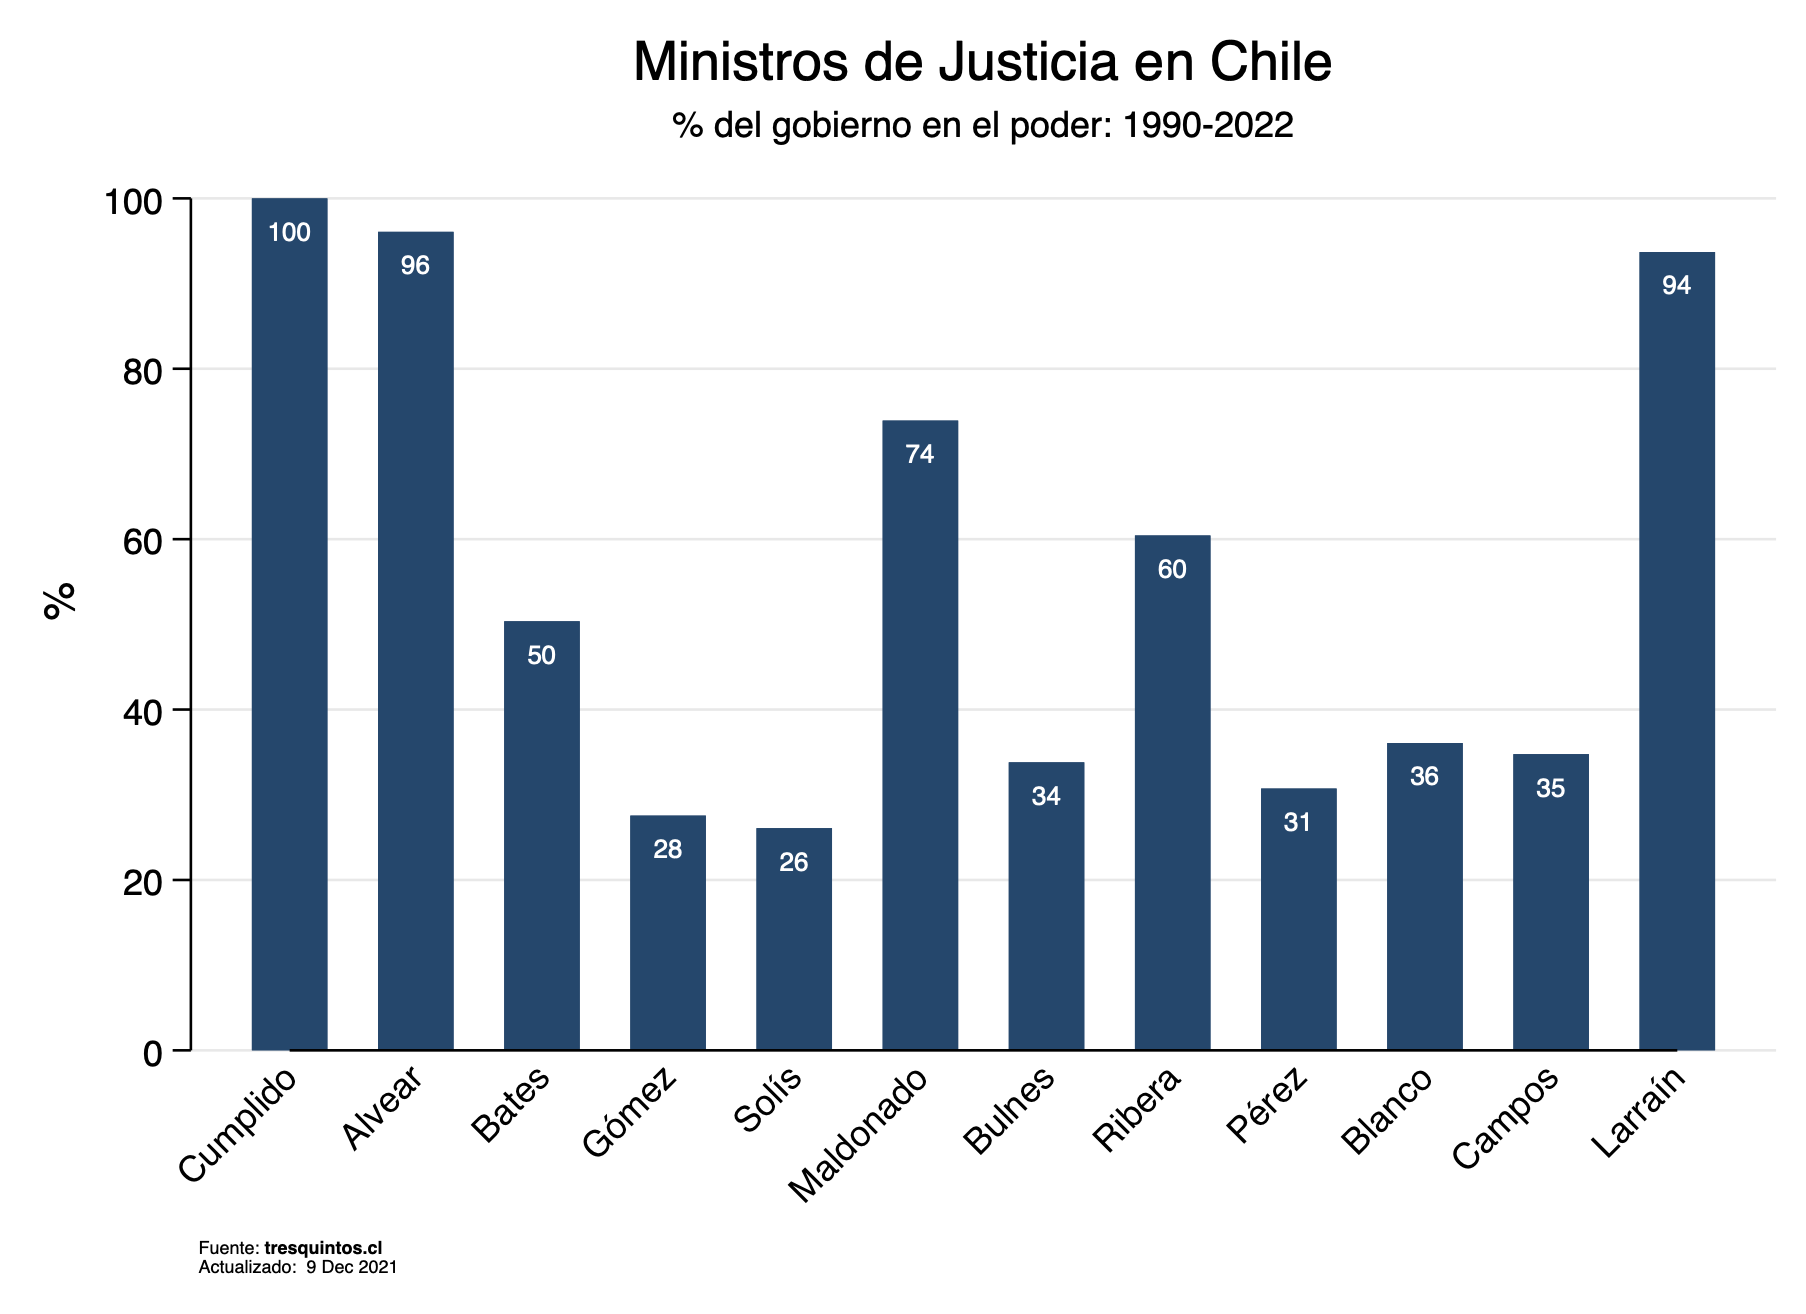 Ministros de Justicia en Chile
% del gobierno en el poder: 1990-2022
%
100
80
60
40
20
0
100
96
50
28
26
74
34
60
31
36
35
94
Cumplido
Alvear
Bates
Gómez
Solís
Maldonado
Bulnes
Ribera
Pérez
Blanco
Campos
Larraín
Fuente: tresquintos.cl
Actualizado: 9 Dec 2021